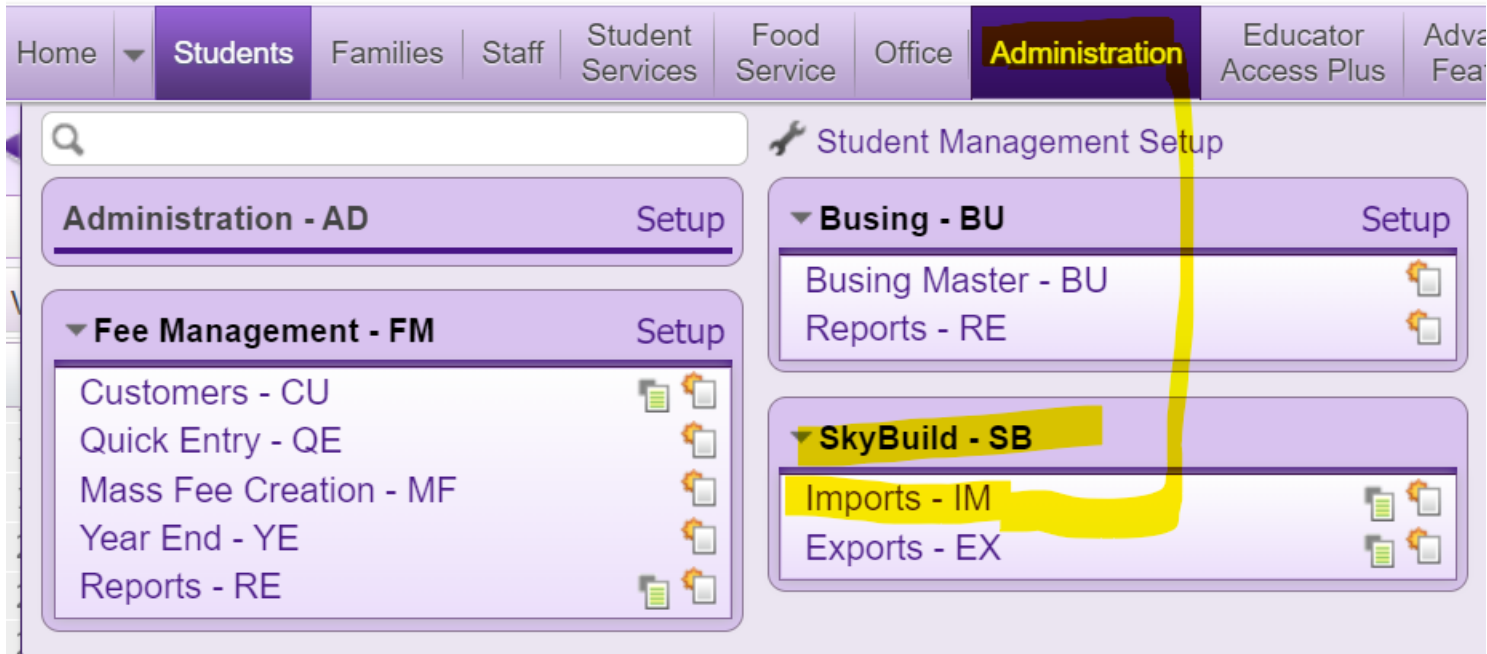 Home
Students
Families
Staff
Student
Services
Food
Service
Office
Administration
Educator
Access Plus
Student Management Setup
Administration - AD
Setup
Fee Management - FM
Setup
Customers - CU
Quick Entry - QE
Mass Fee Creation - MF
Year End - YE
Reports - RE
Busing - BU
Setup
Busing Master - BU
Reports - RE
SkyBuild - SB
Imports - IM
Exports - EX